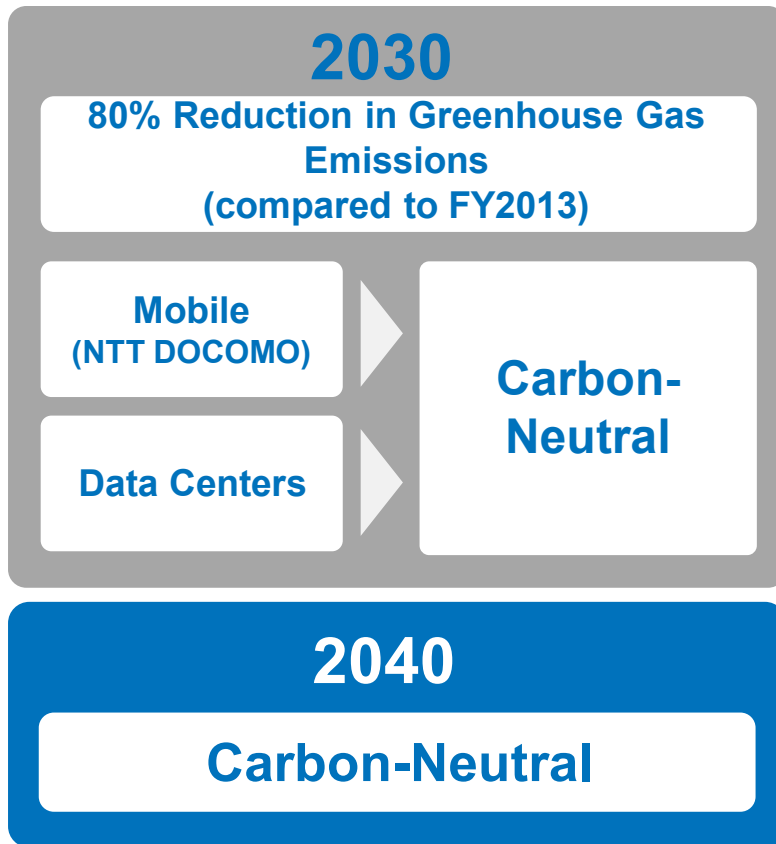 2030
80% Reduction in Greenhouse Gas
Emissions
(compared to FY2013)
Mobile
(NTT DOCOMO)
Data Centers
Carbon-
Neutral
2040
Carbon-Neutral